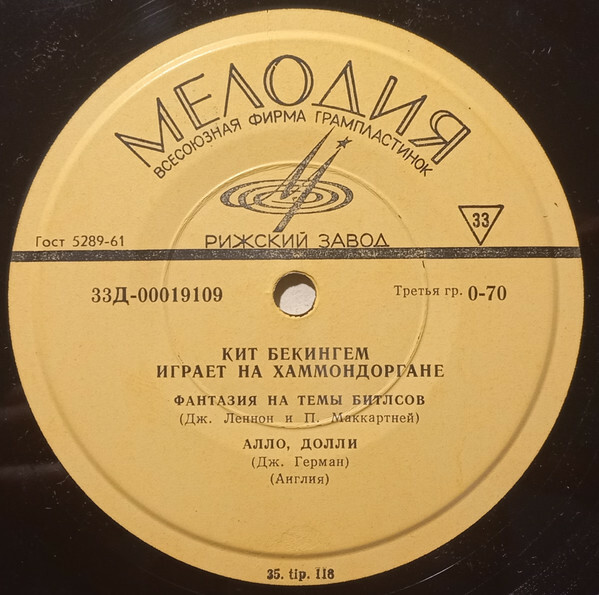 МЕЛОДИЯ
ВСЕСОЮЗНАЯ ФИРМА ГРАМПЛАСТИНОК
33
Гост 5289-61
РИЖСКИЙ ЗАВОД
33Д-00019109
Третья гр. 0-70
КИТ БЕКИНГЕМ
ИГРАЕТ НА ХАММОНДОРГАНЕ
ФАНТАЗИЯ НА ТЕМЫ БИТЛСОВ
(Дж. Леннон и П. Маккартней)
АЛЛО, ДОЛЛИ
(Дж. Герман)
(Англия)
35. tip. 118